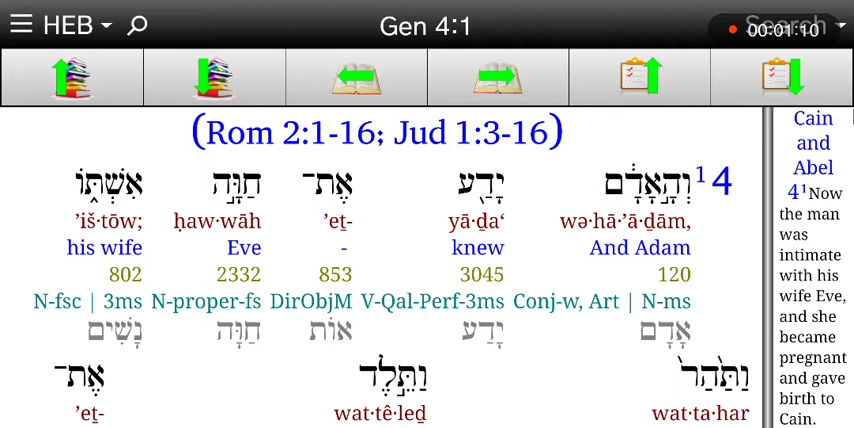 HEB
Gen 4:1
Search
00:01:10
(Rom 2:1-16; Jud 1:3-16)
4 1 וְהָ֣אָדָ֔ם יָדַ֖ע אֶת־ חַוָּ֣ה אִשְׁתּ֑וֹ
’iš·tōw; ḥaw·wāh ’et- yā·ḏa‘ wə·hā·’ā·ḏām,
his wife Eve - knew And Adam
802 2332 853 3045 120
N-fsc | 3ms N-proper-fs DirObjM V-Qal-Perf-3ms Conj-w, Art | N-ms
אָדָם יָדַע אוֹת חַוָּה נָשִׁים
וַתַּ֙הַר֙ וַתֵּ֣לֶד אֶת־
’et- wat·tê·leḏ wat·ta·har
Cain
and
Abel
4 1 Now
the man
was
intimate
with his
wife Eve,
and she
became
pregnant
and gave
birth to
Cain.